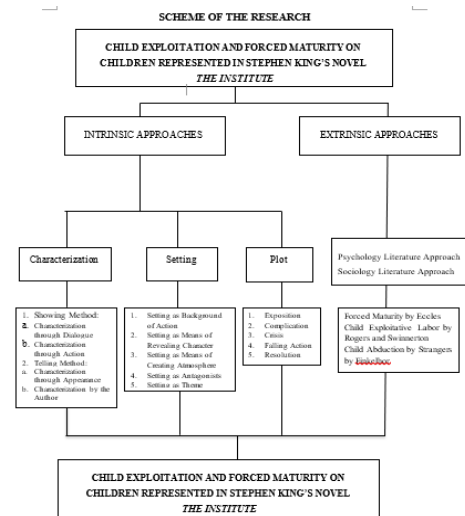 SCHEME OF THE RESEARCH
CHILD EXPLOITATION AND FORCED MATURITY ON
CHILDREN REPRESENTED IN STEPHEN KING'S NOVEL
THE INSTITUTE
INTRINSIC APPROACHES
EXTRINSIC APPROACHES
Characterization
Setting
Plot
Psychology Literature Approach
Sociology Literature Approach
1. Showing Method:
a. Characterization
through Dialogue
b. Characterization
through Action
2. Telling Method:
a. Characterization
through Appearance
b. Characterization by the
Author
1. Setting as Background
of Action
2. Setting as Means of
Revealing Character
3. Setting as Means of
Creating Atmosphere
4. Setting as Antagonists
5. Setting as Theme
1. Exposition
2. Complication
3. Crisis
4. Falling Action
5. Resolution
Forced Maturity by Eccles
Child Exploitative Labor by
Rogers and Swinnerton
Child Abduction by Strangers
by Finkelhor
CHILD EXPLOITATION AND FORCED MATURITY ON
CHILDREN REPRESENTED IN STEPHEN KING'S NOVEL
THE INSTITUTE